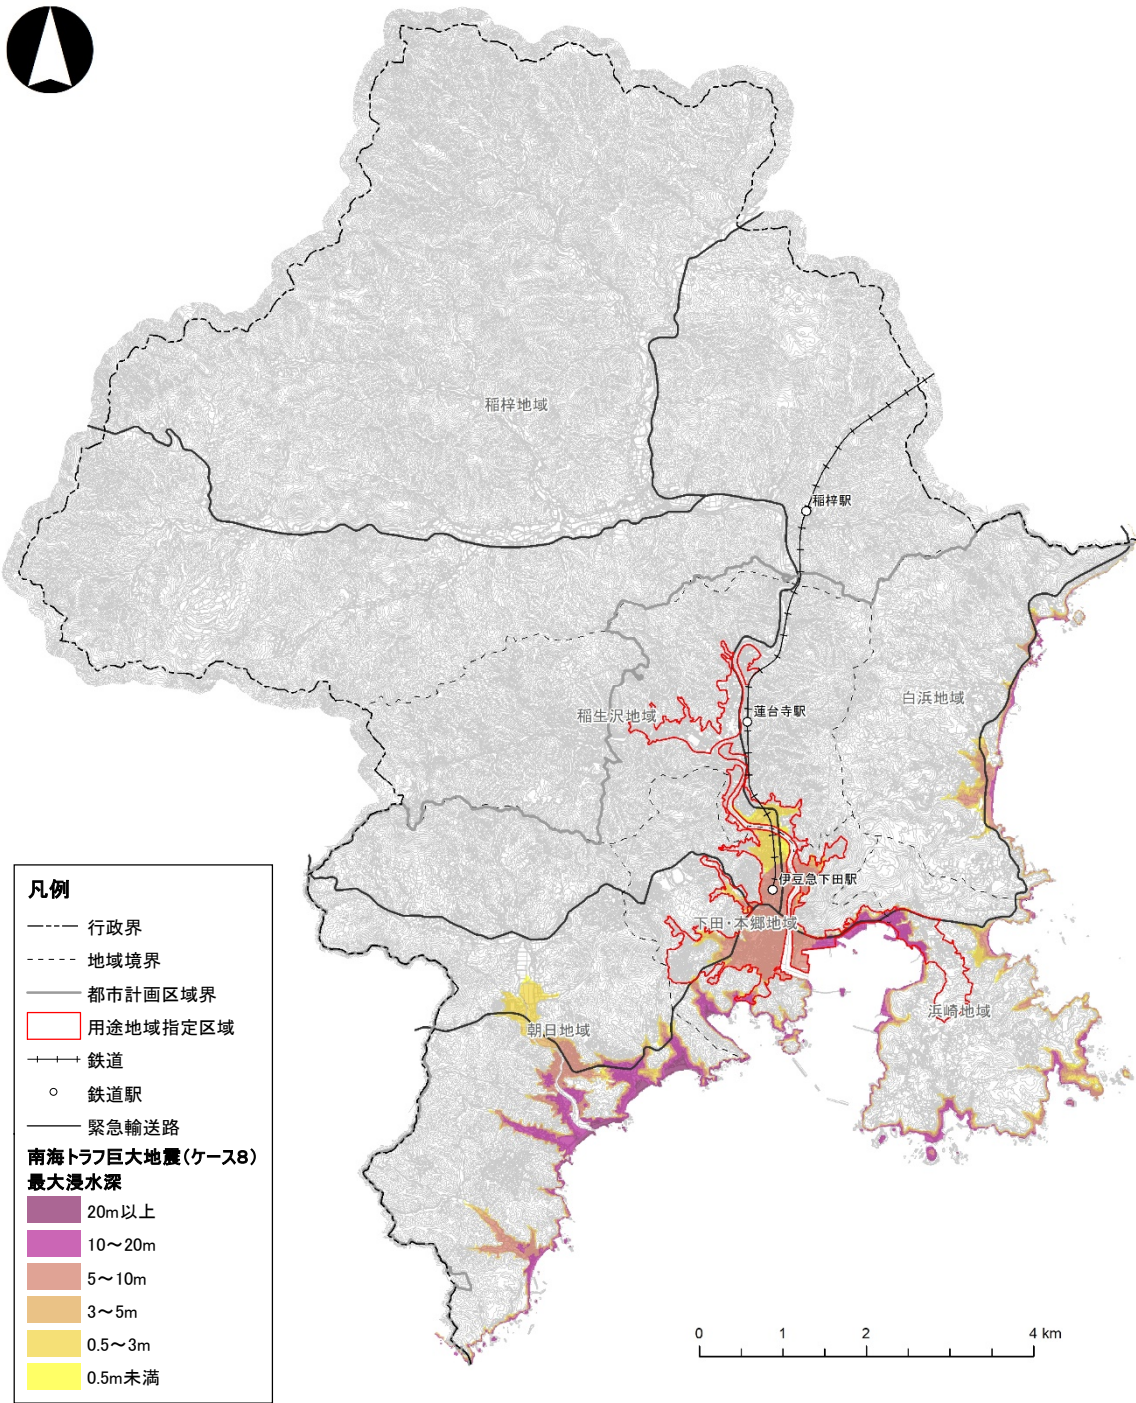 稲梓地域
稲梓駅
白浜地域
稲生沢地域
蓮台寺駅
伊豆急下田駅
下田・本郷地域
浜崎地域
朝日地域
凡例
行政界
地域境界
都市計画区域界
用途地域指定区域
鉄道
鉄道駅
緊急輸送路
南海トラフ巨大地震(ケース8)
最大浸水深
20m以上
10～20m
5～10m
3～5m
0.5～3m
0.5m未満
0 1 2 4 km